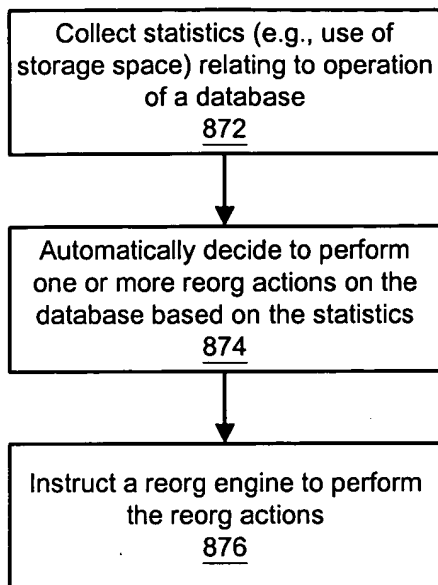 Collect statistics (e.g., use of
storage space) relating to operation
of a database
872
Automatically decide to perform
one or more reorg actions on the
database based on the statistics
874
Instruct a reorg engine to perform
the reorg actions
876